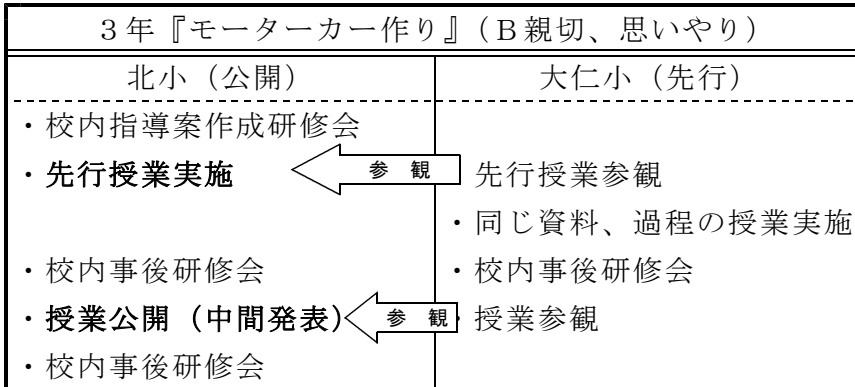 ３年『モーターカー作り』（Ｂ親切、思いやり）
北小（公開）
大仁小（先行）
・校内指導案作成研修会
・先行授業実施
参　観
先行授業参観
・同じ資料、過程の授業実施
・校内事後研修会
・校内事後研修会
・授業公開（中間発表）
参　観
・授業参観
・校内事後研修会